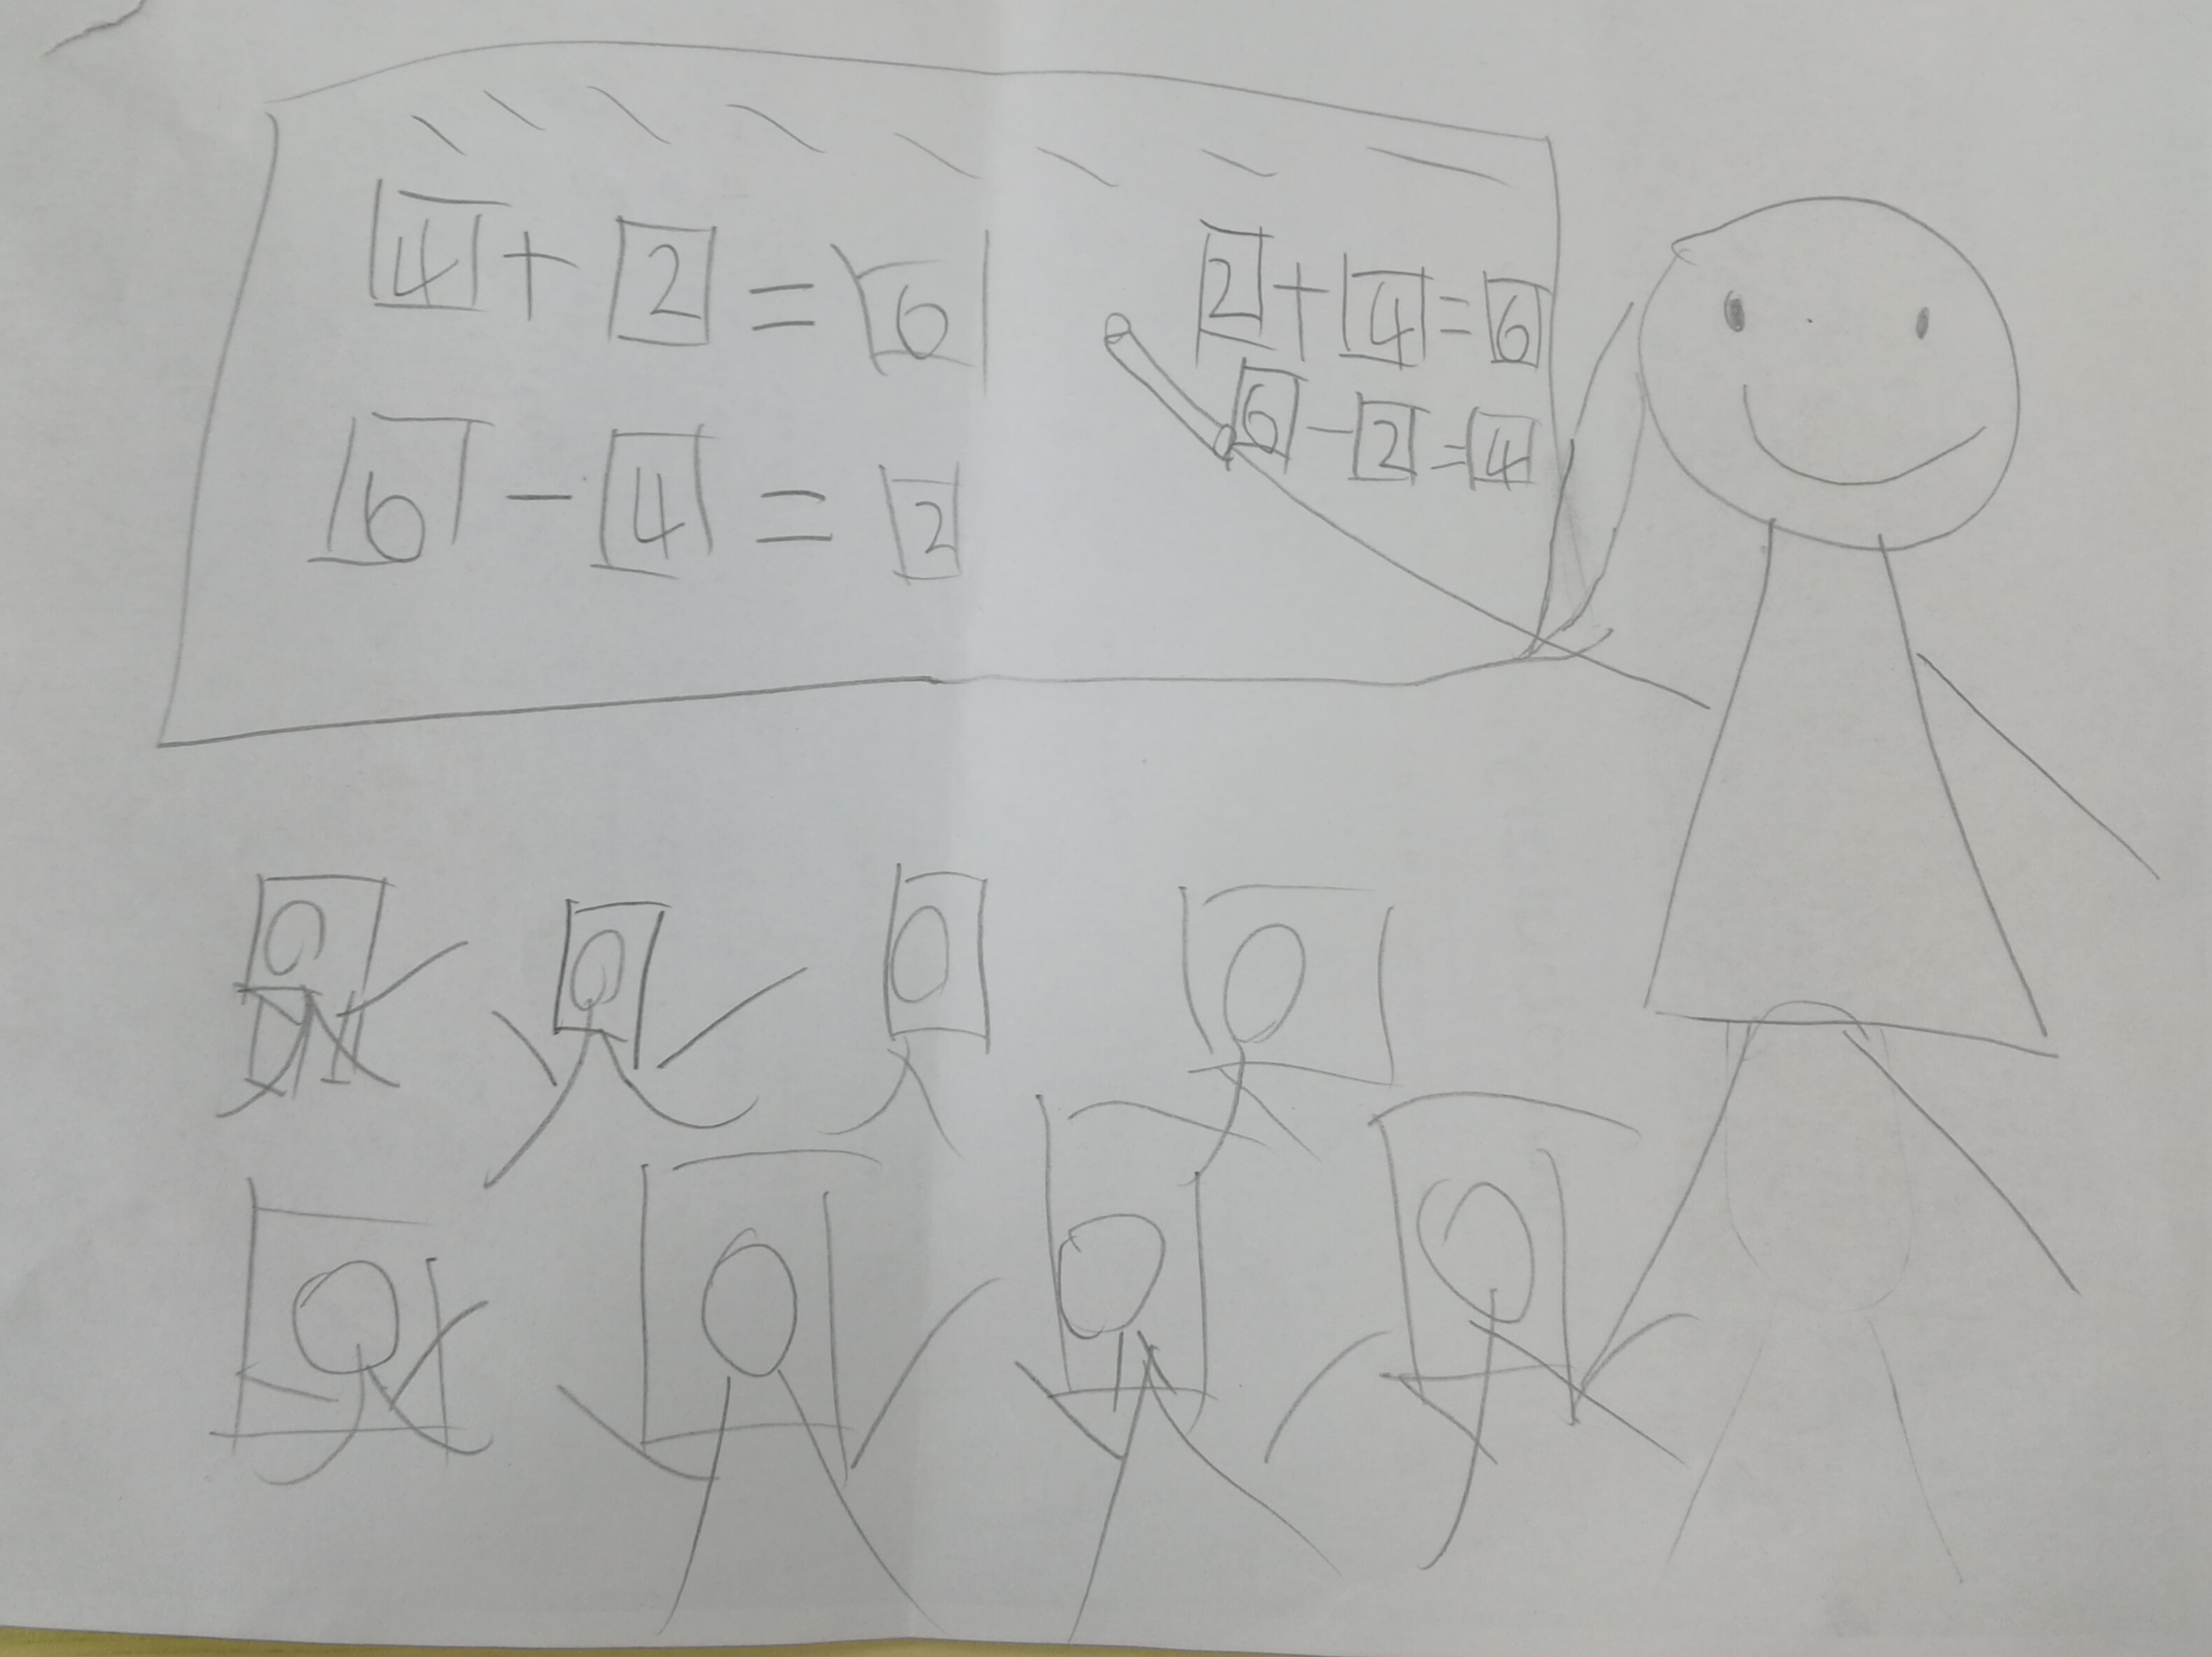 4 + 2 = 6
6 - 4 = 2
2 + 4 = 6
6 - 2 = 4